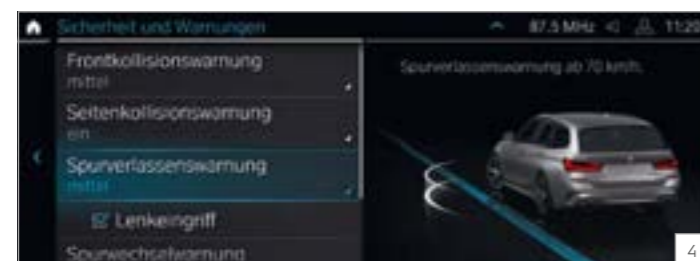 Sicherheit und Warnungen
87.5 MHz 11:20
Frontkollisionswarnung
mittel
Spurverlassenswarnung ab 70 km/h.
Seitenkollisionswarnung
ein
Spurverlassenswarnung
mittel
Lenkeingriff
Spurwechselwarnung
4